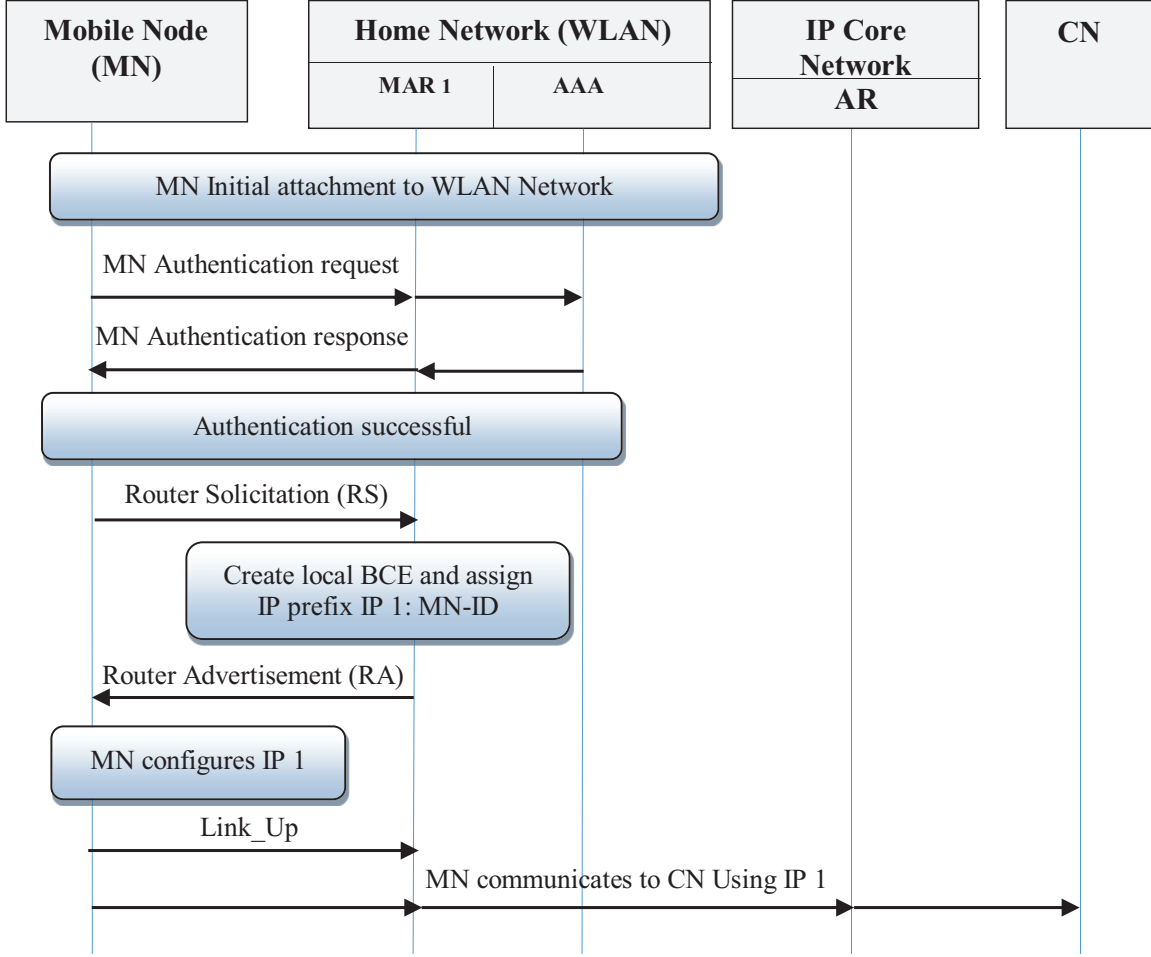 Mobile Node
(MN)
Home Network (WLAN)
MAR 1
AAA
IP Core
Network
AR
CN
MN Initial attachment to WLAN Network
MN Authentication request
MN Authentication response
Authentication successful
Router Solicitation (RS)
Create local BCE and assign
IP prefix IP 1: MN-ID
Router Advertisement (RA)
MN configures IP 1
Link_Up
MN communicates to CN Using IP 1